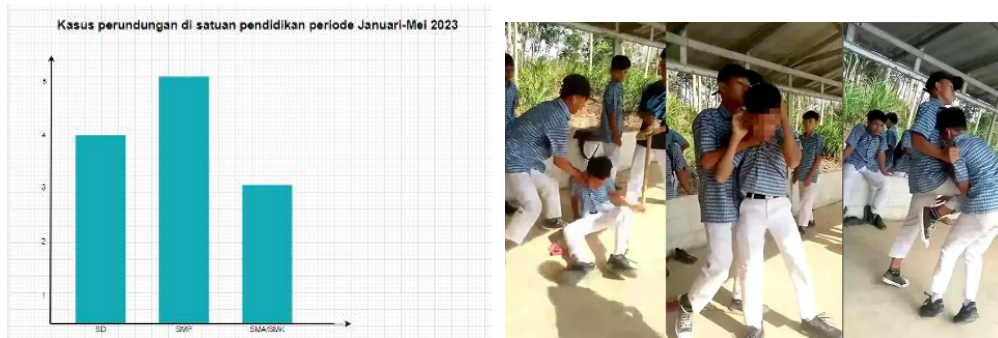 Kasus perundungan di satuan pendidikan periode Januari-Mei 2023
5
4
3
2
1
SD SMP SMA/SMK